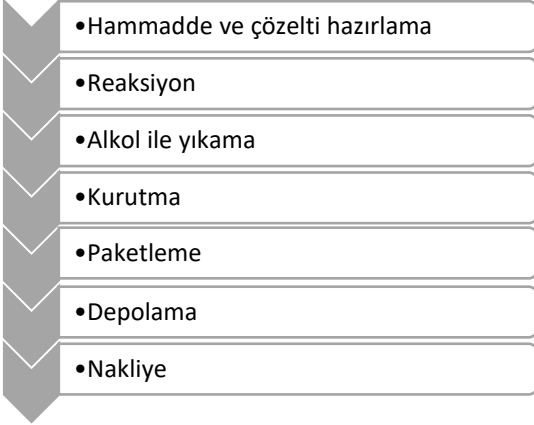 •Hammadde ve çözelti hazırlama
•Reaksiyon
•Alkol ile yıkama
•Kurutma
•Paketleme
•Depolama
•Nakliye